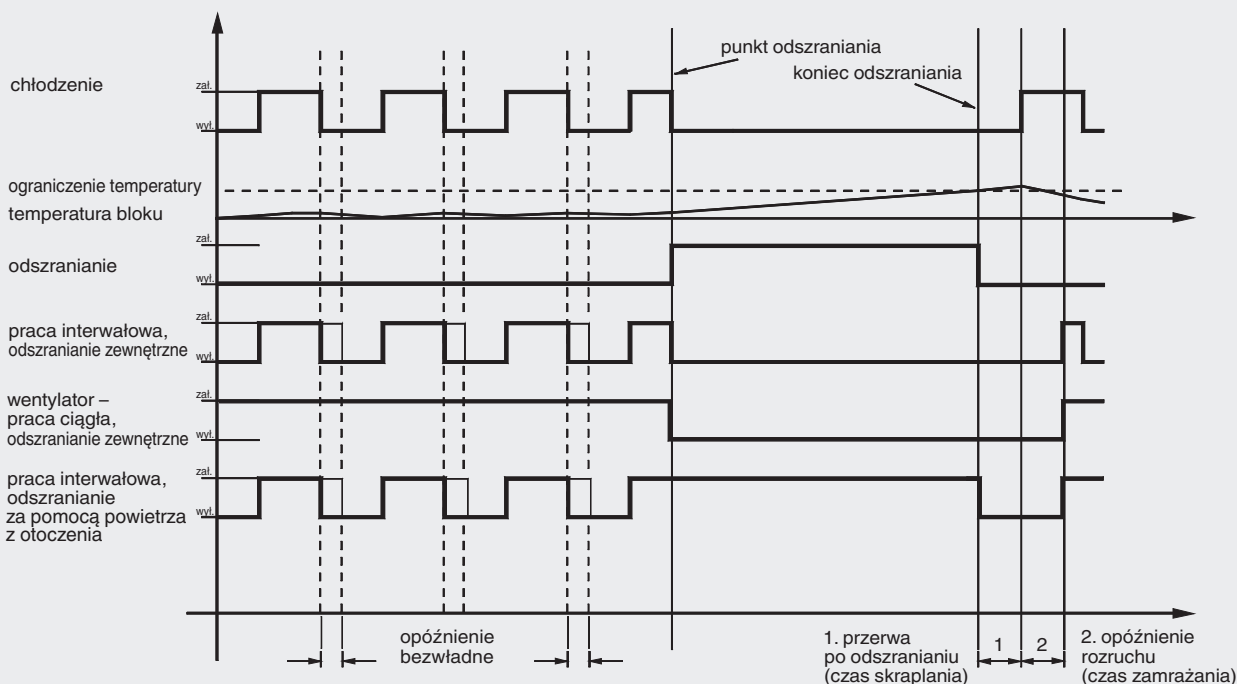 punkt odszraniania
koniec odszraniania
chłodzenie
zał.
wył.
ograniczenie temperatury
temperatura bloku
zał.
odszranianie
wył.
zał.
praca interwałowa,
odszranianie zewnętrzne
wył.
wentylator –
zał.
praca ciągła,
odszranianie zewnętrzne
wył.
praca interwałowa,
zał.
odszranianie
za pomocą powietrza
wył.
z otoczenia
opóźnienie
bezwładne
1. przerwa
po odszranianiu
(czas skraplania)
1
2
2. opóźnienie
rozruchu
(czas zamrażania)